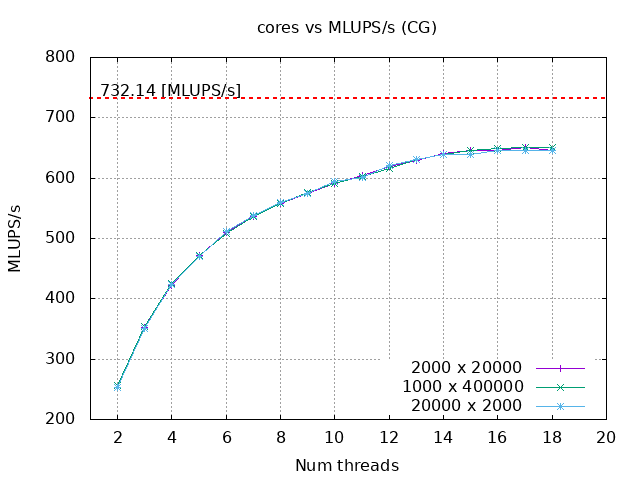 cores vs MLUPS/s (CG)
800
732.14 [MLUPS/s]
700
600
500
400
300
200
MLUPS/s
2000 x 20000
1000 x 400000
20000 x 2000
2 4 6 8 10 12 14 16 18 20
Num threads